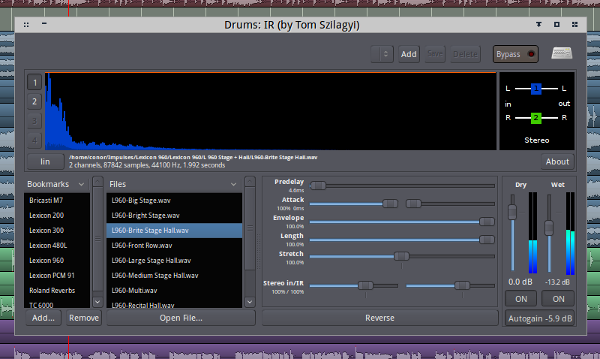 Drums: IR (by Tom Szilagyi)
Add Save Delete Bypass
1
2
3
4
L 1 L
in out
R 2 R
Stereo
lin
/home/conor/Impulses/Lexicon 960/Lexicon 960/L 960 Stage + Hall/L960-Brite Stage Hall.wav
2 channels, 87842 samples, 44100 Hz, 1.992 seconds
About
Bookmarks
Bricasti M7
Lexicon 200
Lexicon 300
Lexicon 480L
Lexicon 960
Lexicon PCM 91
Roland Reverbs
TC 6000
Add...
Remove
Files
L960-Big Stage.wav
L960-Bright Stage.wav
L960-Brite Stage Hall.wav
L960-Front Row.wav
L960-Large Stage Hall.wav
L960-Medium Stage Hall.wav
L960-Multi.wav
L960-Recital Hall.wav
Open File...
Predelay
4.6ms
Attack
100% 0ms
Envelope
100.0%
Length
100.0%
Stretch
100.0%
Stereo in/IR
100% / 100%
Reverse
Dry
Wet
0.0 dB
-13.2 dB
ON
ON
Autogain -5.9 dB